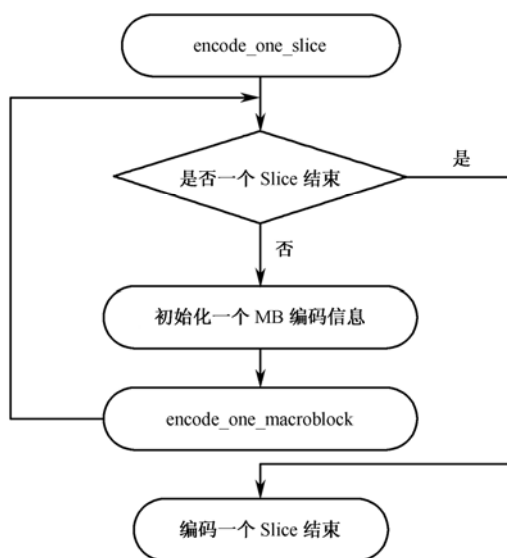 encode_one_slice
是
是否一个 Slice 结束
否
初始化一个 MB 编码信息
encode_one_macroblock
编码一个 Slice 结束